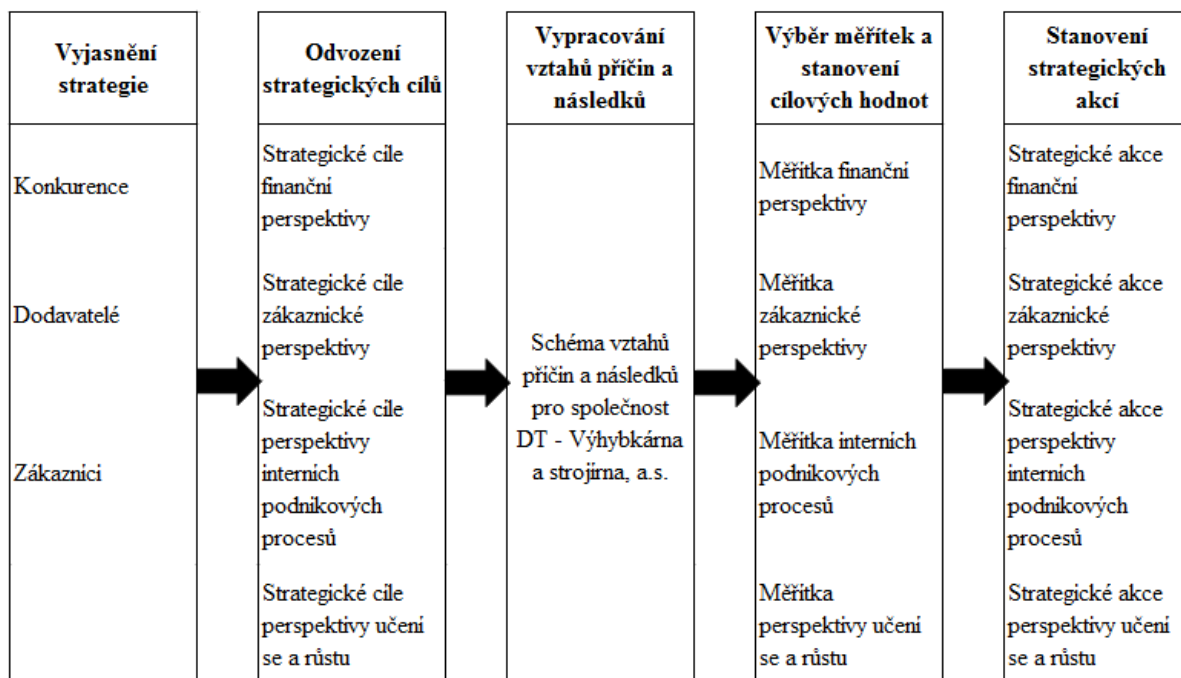 Vyjasnění
strategie
Konkurence
Dodavatelé
Zákazníci
Odvození
strategických cílů
Strategické cíle
finanční
perspektivy
Strategické cíle
zákaznické
perspektivy
Strategické cíle
perspektivy
interních
podnikových
procesů
Strategické cíle
perspektivy učení
se a růstu
Vypracování
vztahů příčin a
následků
Schéma vztahů
příčin a následků
pro společnost
DT - Výhybkárna
a strojírna, a.s.
Výběr měřítek a
stanovení
cílových hodnot
Měřítka finanční
perspektivy
Měřítka
zákaznické
perspektivy
Měřítka interních
podnikových
procesů
Měřítka
perspektivy učení
se a růstu
Stanovení
strategických
akcí
Strategické akce
finanční
perspektivy
Strategické akce
zákaznické
perspektivy
Strategické akce
perspektivy
interních
podnikových
procesů
Strategické akce
perspektivy učení
se a růstu